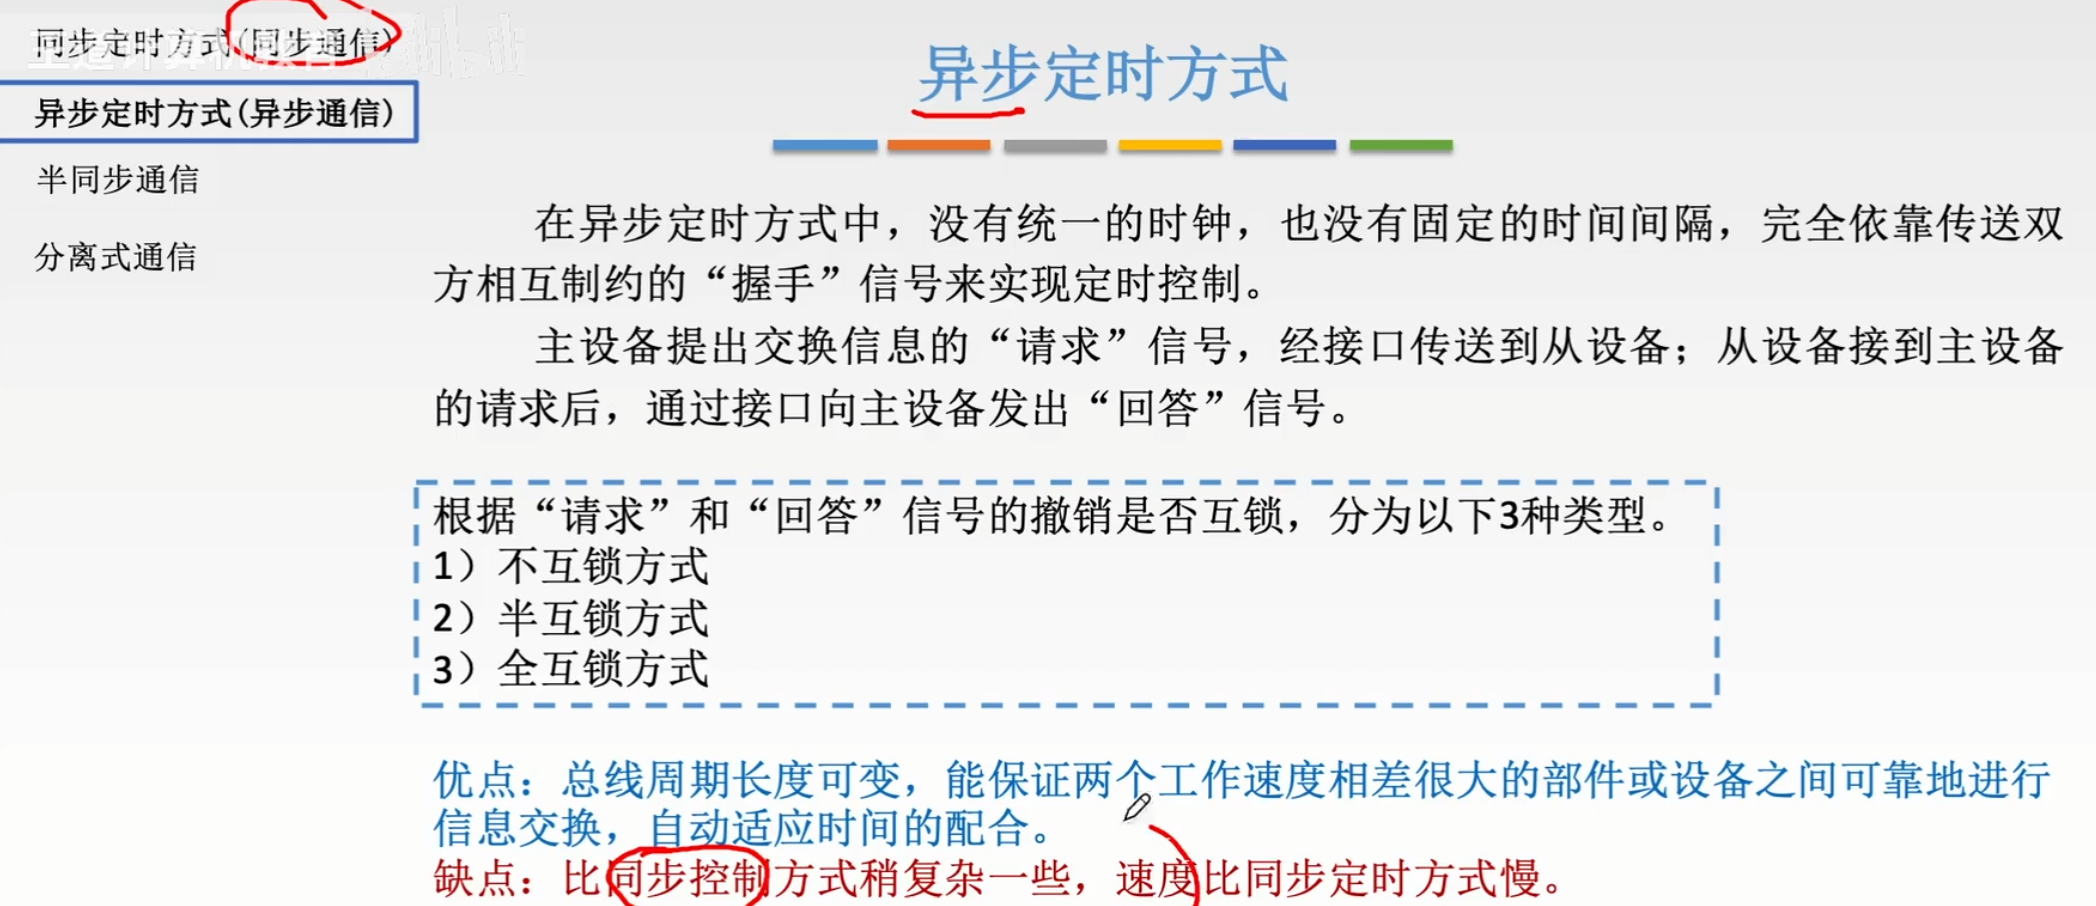 同步定时方式(同步通信)
王道计算机教育
异步定时方式(异步通信)
半同步通信
分离式通信
异步定时方式
在异步定时方式中，没有统一的时钟，也没有固定的时间间隔，完全依靠传送双
方相互制约的“握手”信号来实现定时控制。
主设备提出交换信息的“请求”信号，经接口传送到从设备；从设备接到主设备
的请求后，通过接口向主设备发出“回答”信号。
根据“请求”和“回答”信号的撤销是否互锁，分为以下3种类型。
1）不互锁方式
2）半互锁方式
3）全互锁方式
优点：总线周期长度可变，能保证两个工作速度相差很大的部件或设备之间可靠地进行
信息交换，自动适应时间的配合。
缺点：比同步控制方式稍复杂一些，速度比同步定时方式慢。